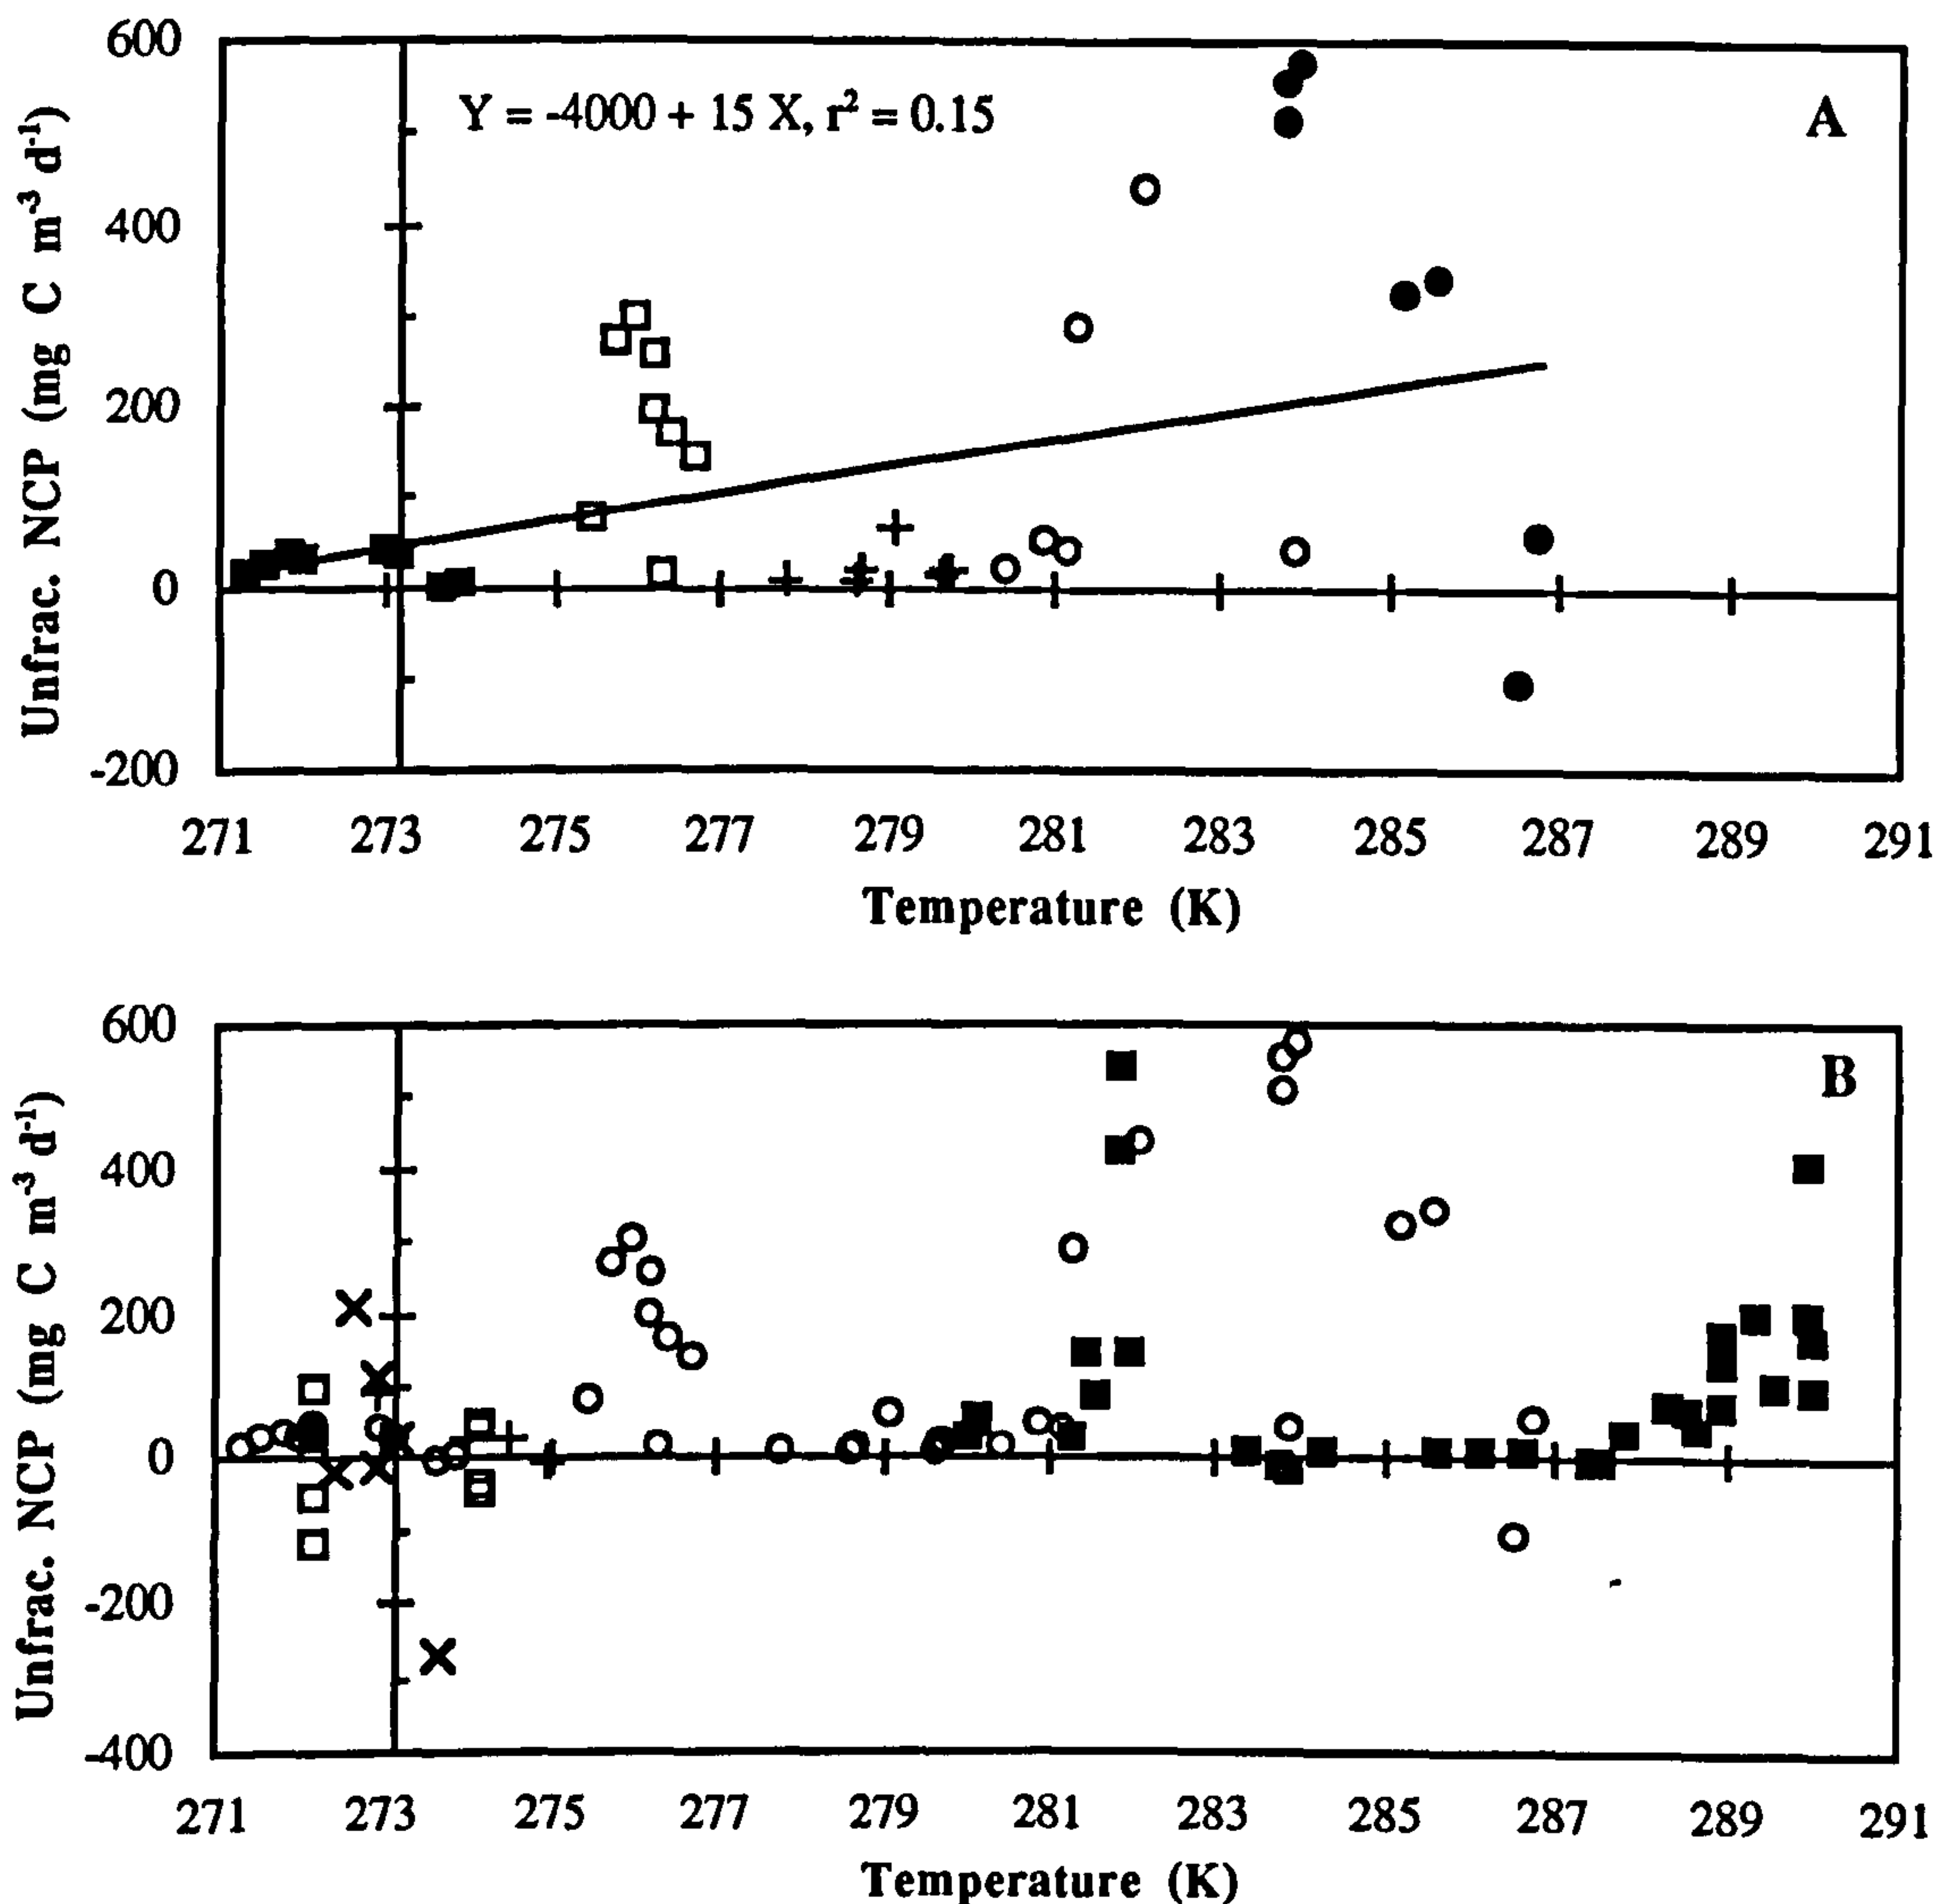 600
Y = -4000 + 15 X, r² = 0.15
A
400
200
0
-200
Unfrac. NCP (mg C m⁻³ d⁻¹)
271 273 275 277 279 281 283 285 287 289 291
Temperature (K)
600
B
400
200
0
-200
-400
Unfrac. NCP (mg C m⁻³ d⁻¹)
271 273 275 277 279 281 283 285 287 289 291
Temperature (K)